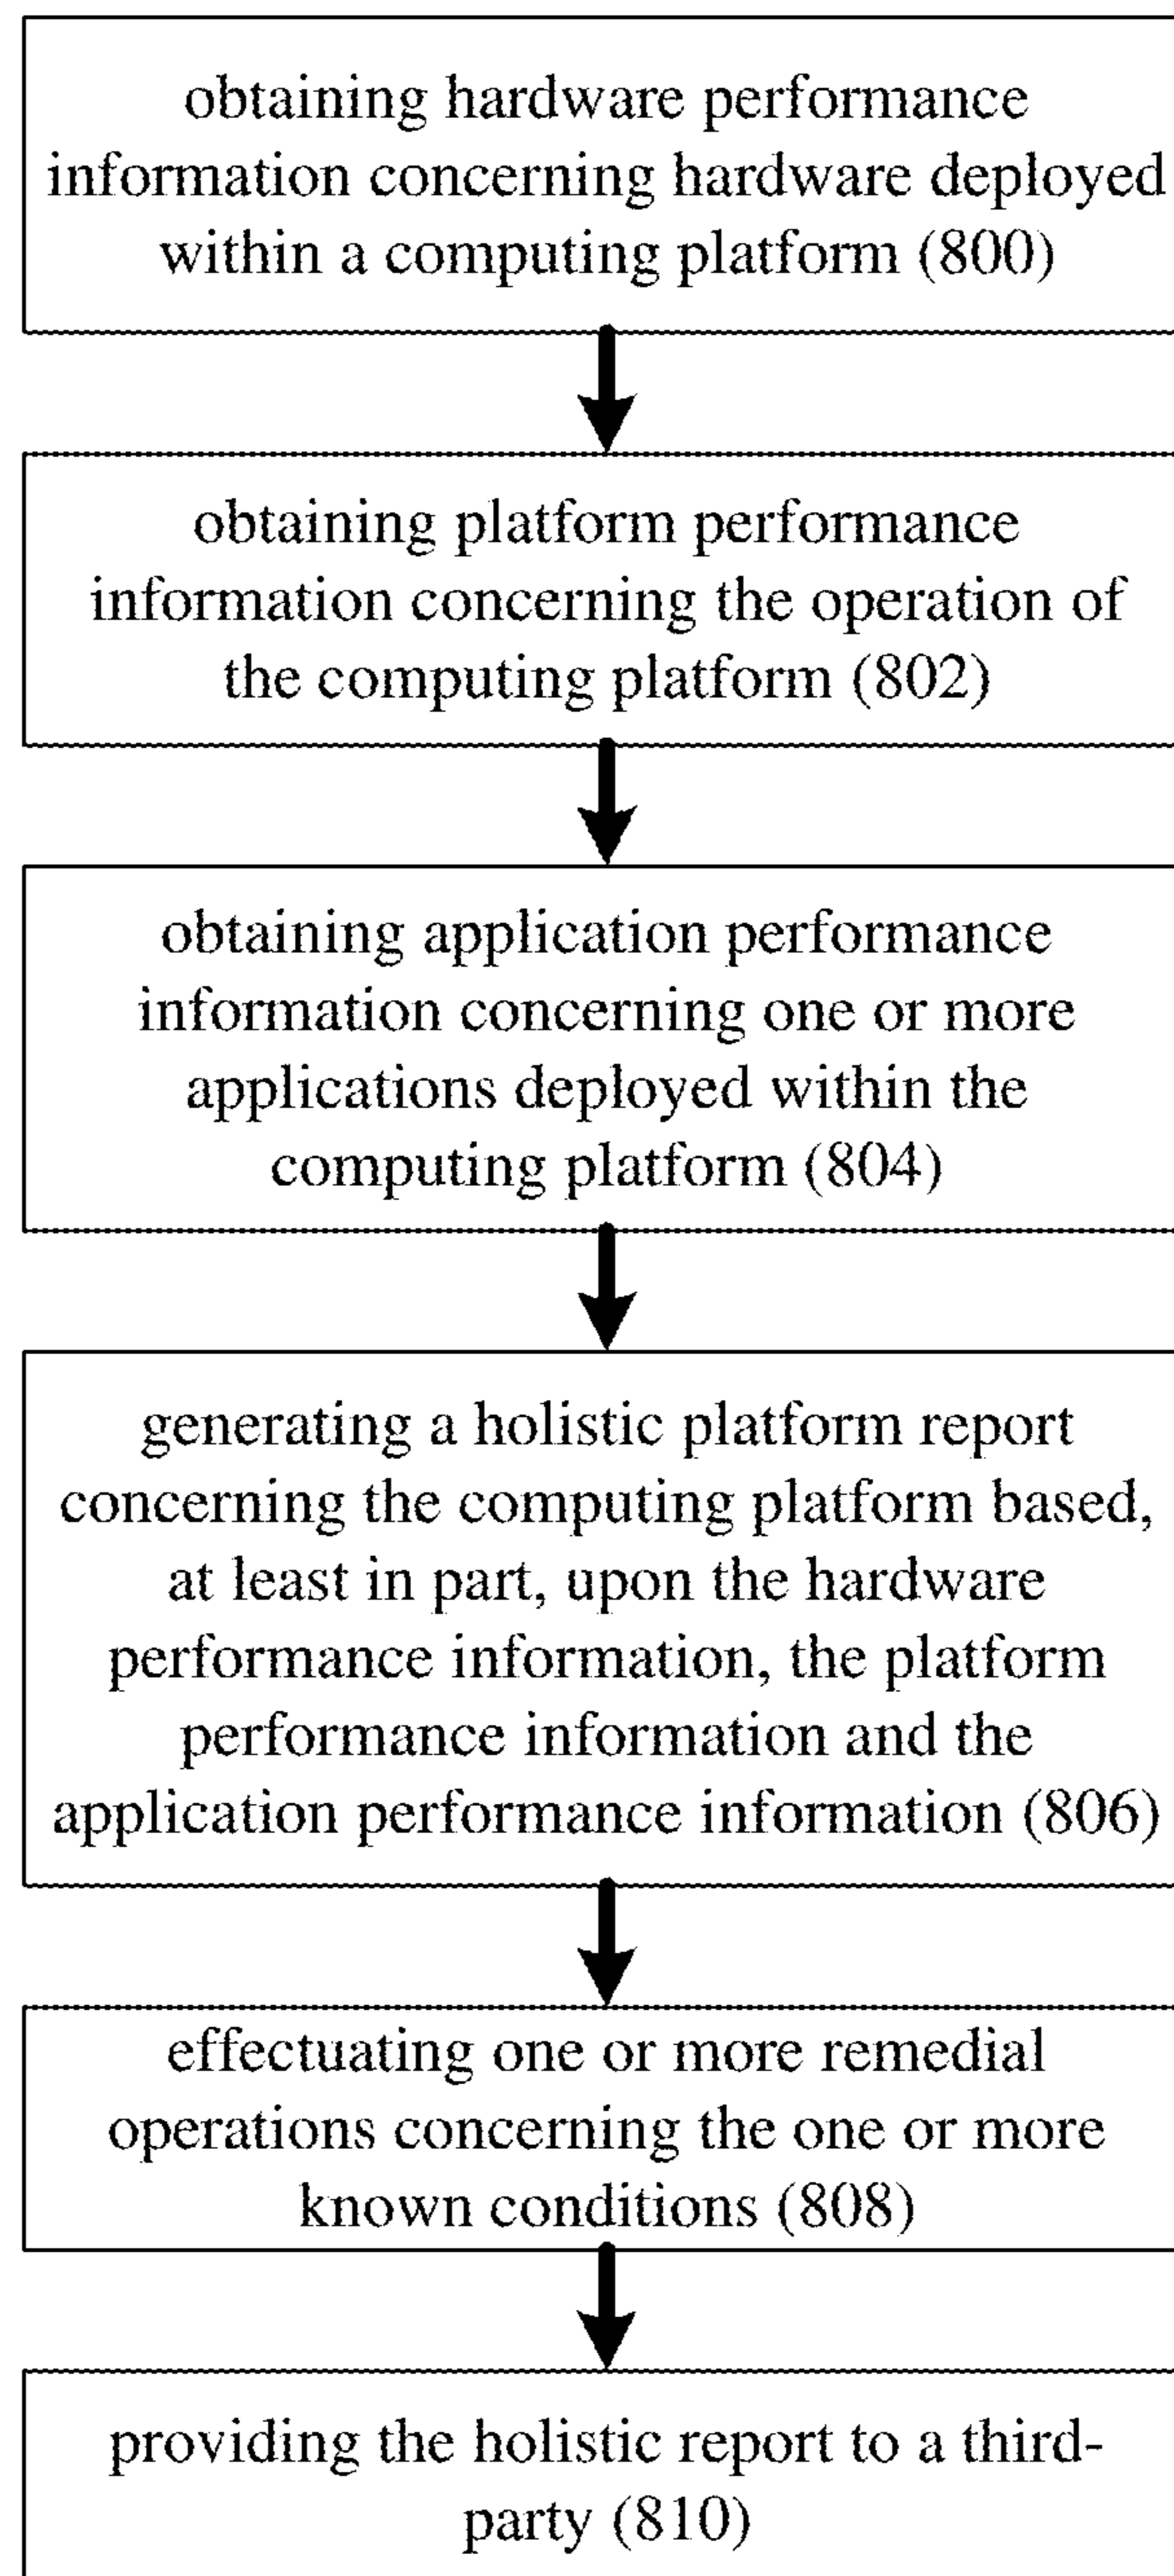 obtaining hardware performance
information concerning hardware deployed
within a computing platform (800)
obtaining platform performance
information concerning the operation of
the computing platform (802)
obtaining application performance
information concerning one or more
applications deployed within the
computing platform (804)
generating a holistic platform report
concerning the computing platform based,
at least in part, upon the hardware
performance information, the platform
performance information and the
application performance information (806)
effectuating one or more remedial
operations concerning the one or more
known conditions (808)
providing the holistic report to a third-
party (810)